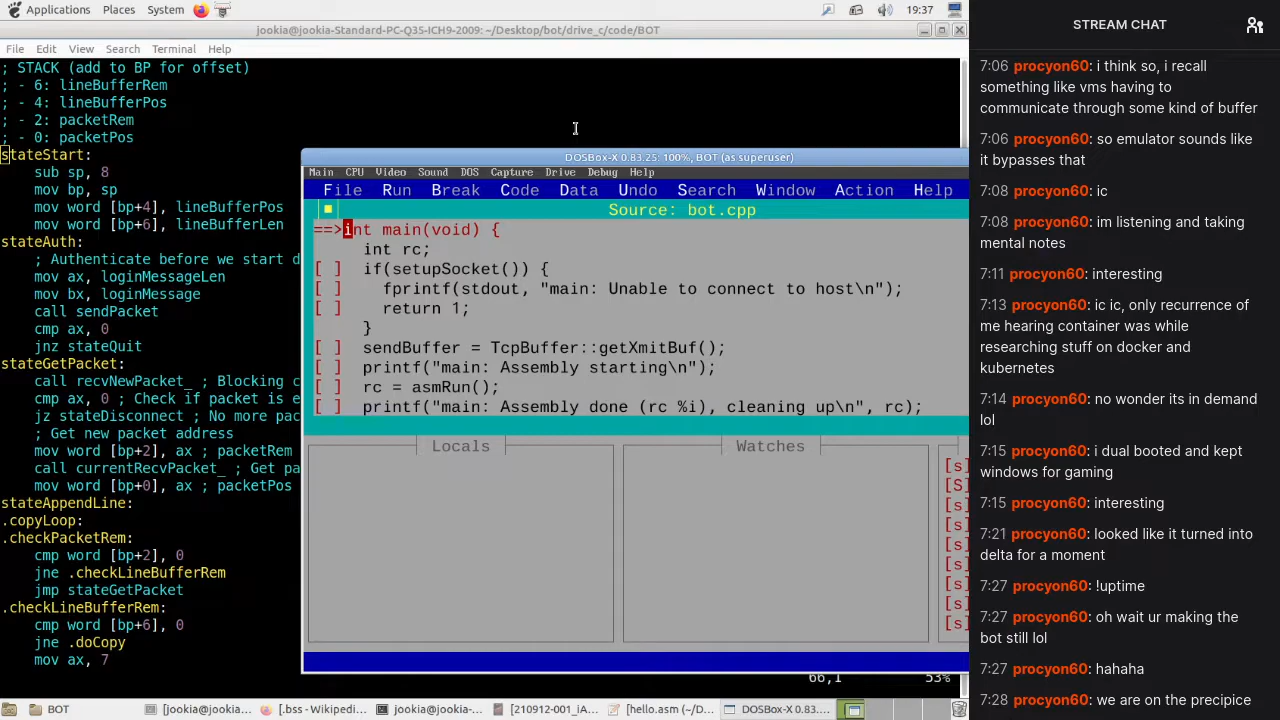 Applications Places System 19:37
jookia@jookia-Standard-PC-Q35-ICH9-2009: ~/Desktop/bot/drive_c/code/BOT
File Edit View Search Terminal Help
; STACK (add to BP for offset)
; - 6: lineBufferRem
; - 4: lineBufferPos
; - 2: packetRem
; - 0: packetPos
stateStart:
sub sp, 8
mov bp, sp
mov word [bp+4], lineBufferPos
mov word [bp+6], lineBufferLen
stateAuth:
; Authenticate before we start d
mov ax, loginMessageLen
mov bx, loginMessage
call sendPacket
cmp ax, 0
jnz stateQuit
stateGetPacket:
call recvNewPacket_ ; Blocking c
cmp ax, 0 ; Check if packet is e
jz stateDisconnect ; No more pac
; Get new packet address
mov word [bp+2], ax ; packetRem
call currentRecvPacket_ ; Get pa
mov word [bp+0], ax ; packetPos
stateAppendLine:
.copyLoop:
.checkPacketRem:
cmp word [bp+2], 0
jne .checkLineBufferRem
jmp stateGetPacket
.checkLineBufferRem:
cmp word [bp+6], 0
jne .doCopy
mov ax, 7
66,1 53%
DOSBox-X 0.83.25: 100%, BOT (as superuser)
Main CPU Video Sound DOS Capture Drive Debug Help
File Run Break Code Data Undo Search Window Action Help
Source: bot.cpp
==>int main(void) {
int rc;
[ ] if(setupSocket()) {
[ ] fprintf(stdout, "main: Unable to connect to host\n");
[ ] return 1;
}
[ ] sendBuffer = TcpBuffer::getXmitBuf();
[ ] printf("main: Assembly starting\n");
[ ] rc = asmRun();
[ ] printf("main: Assembly done (rc %i), cleaning up\n", rc);
Locals Watches
[s]
[S]
[s]
[s]
[s]
[s]
[s]
[s]
[s]
BOT [jookia@jookia... [.bss - Wikipedi... jookia@jookia-... [210912-001_iA... [hello.asm (~/D... DOSBox-X 0.83....
STREAM CHAT
7:06 procyon60: i think so, i recall
something like vms having to
communicate through some kind of buffer
7:06 procyon60: so emulator sounds like
it bypasses that
7:08 procyon60: ic
7:08 procyon60: im listening and taking
mental notes
7:11 procyon60: interesting
7:13 procyon60: ic ic, only recurrence of
me hearing container was while
researching stuff on docker and
kubernetes
7:14 procyon60: no wonder its in demand
lol
7:15 procyon60: i dual booted and kept
windows for gaming
7:15 procyon60: interesting
7:21 procyon60: looked like it turned into
delta for a moment
7:27 procyon60: !uptime
7:27 procyon60: oh wait ur making the
bot still lol
7:27 procyon60: hahaha
7:28 procyon60: we are on the precipice